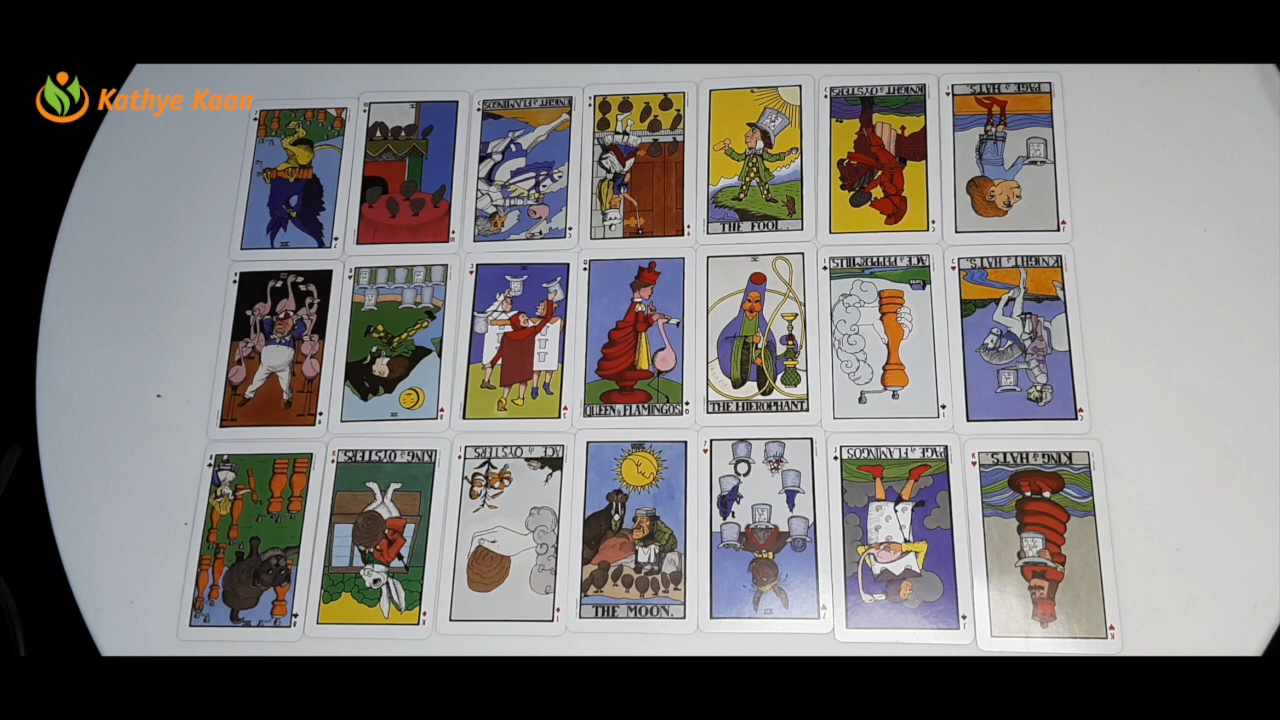 Kathye Kaan
KNIGHT of FLAMINGOS
THE FOOL.
KNIGHT of OYSTERS
PAGE of HATS.
QUEEN of FLAMINGOS
THE HIEROPHANT
ACE of PEPPERMILLS
KNIGHT of HATS.
KING of OYSTERS
ACE of OYSTERS
THE MOON.
PAGE of FLAMINGOS
KING of HATS.